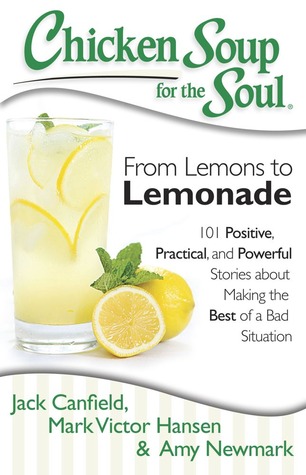 Chicken Soup
for the Soul®
From Lemons to
Lemonade
101 Positive,
Practical, and Powerful
Stories about
Making the
Best of a Bad
Situation
Jack Canfield,
Mark Victor Hansen
& Amy Newmark